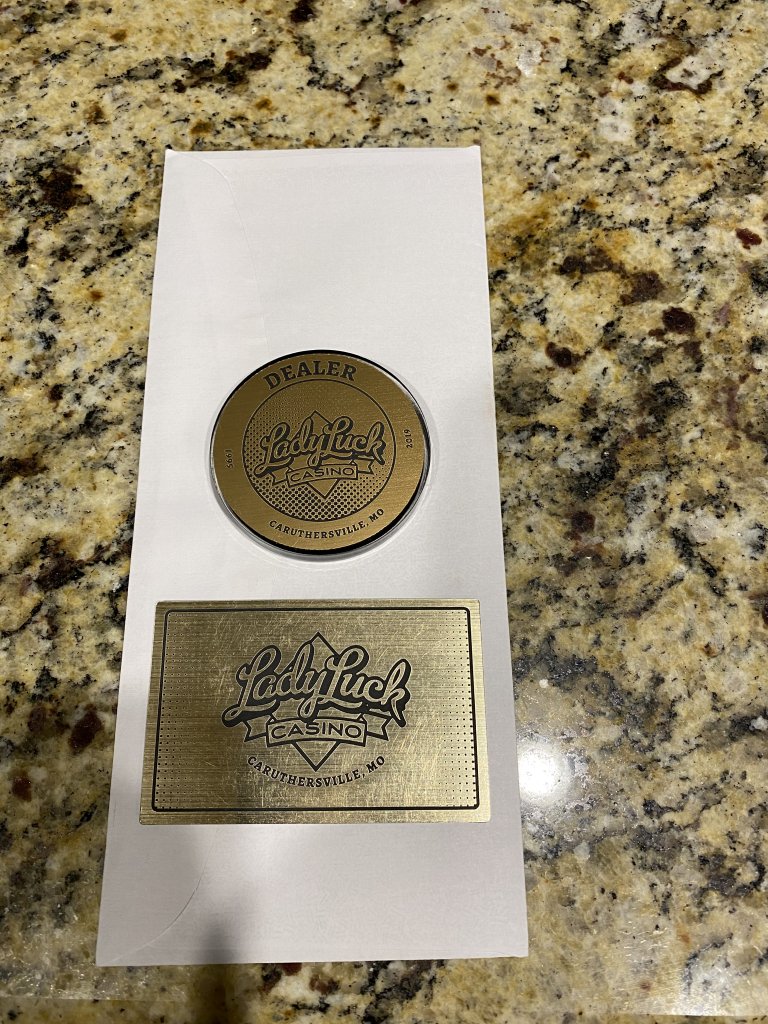 DEALER
1995
2019
Lady Luck
CASINO
CARUTHERSVILLE, MO
Lady Luck
CASINO
CARUTHERSVILLE, MO